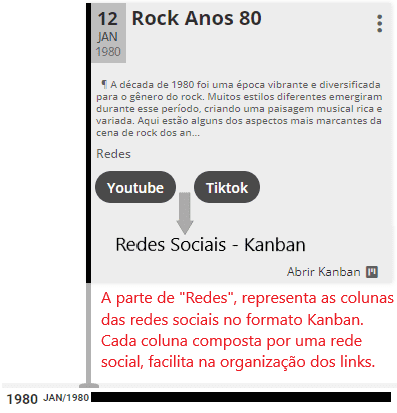 12
JAN
1980
Rock Anos 80
¶ A década de 1980 foi uma época vibrante e diversificada
para o gênero do rock. Muitos estilos diferentes emergiram
durante esse período, criando uma paisagem musical rica e
variada. Aqui estão alguns dos aspectos mais marcantes da
cena de rock dos an...
Redes
Youtube Tiktok
Redes Sociais - Kanban
Abrir Kanban
A parte de "Redes", representa as colunas
das redes sociais no formato Kanban.
Cada coluna composta por uma rede
social, facilita na organização dos links.
1980 JAN/1980